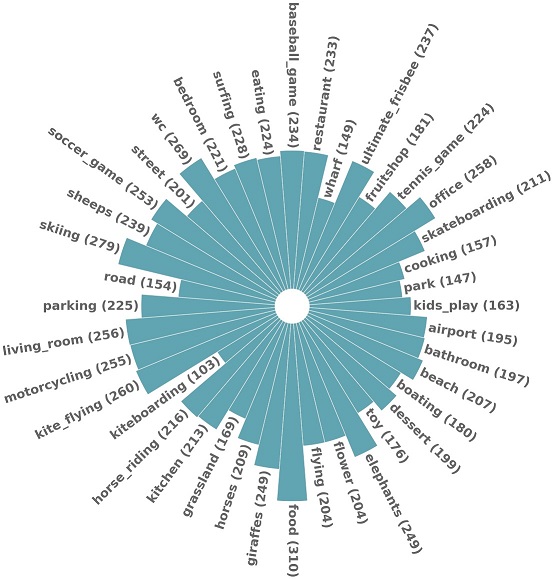 baseball_game (234)
restaurant (233)
wharf (149)
ultimate_frisbee (237)
fruitshop (181)
tennis_game (224)
office (258)
skateboarding (211)
cooking (157)
park (147)
kids_play (163)
airport (195)
bathroom (197)
beach (207)
boating (180)
dessert (199)
toy (176)
elephants (249)
flower (204)
flying (204)
food (310)
giraffes (249)
horses (209)
grassland (169)
kitchen (213)
horse_riding (216)
kiteboarding (103)
kite_flying (260)
motorcycling (255)
living_room (256)
parking (225)
road (154)
skiing (279)
sheeps (239)
soccer_game (253)
street (201)
wc (269)
bedroom (221)
surfing (228)
eating (224)